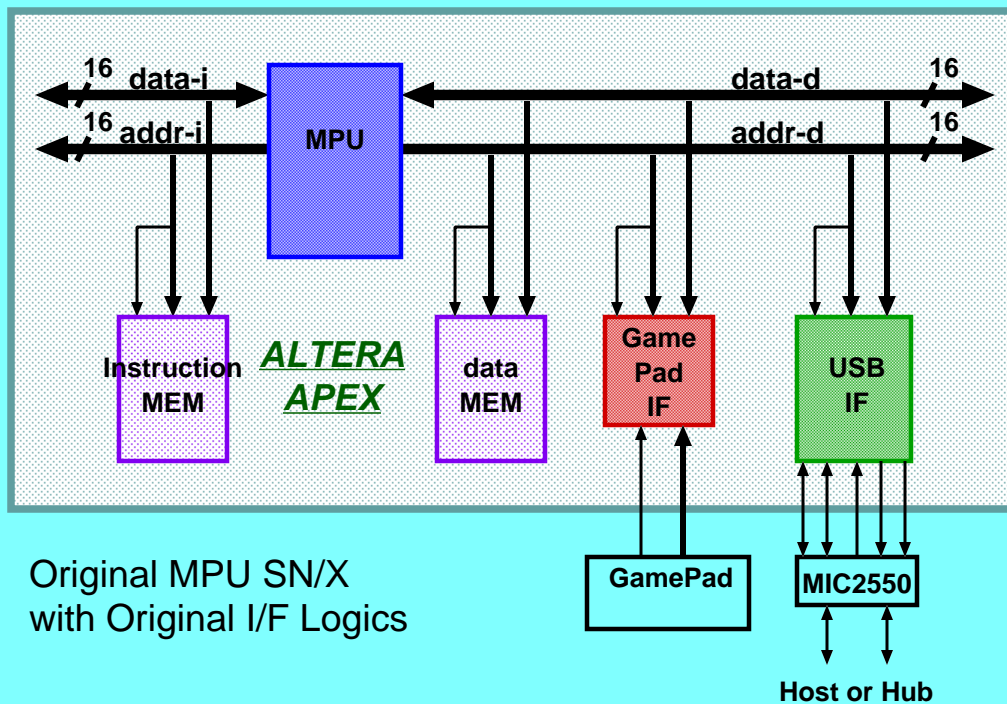 16
data-i
data-d
16
16
addr-i
MPU
addr-d
16
Instruction
MEM
ALTERA
APEX
data
MEM
Game
Pad
IF
USB
IF
Original MPU SN/X
with Original I/F Logics
GamePad
MIC2550
Host or Hub